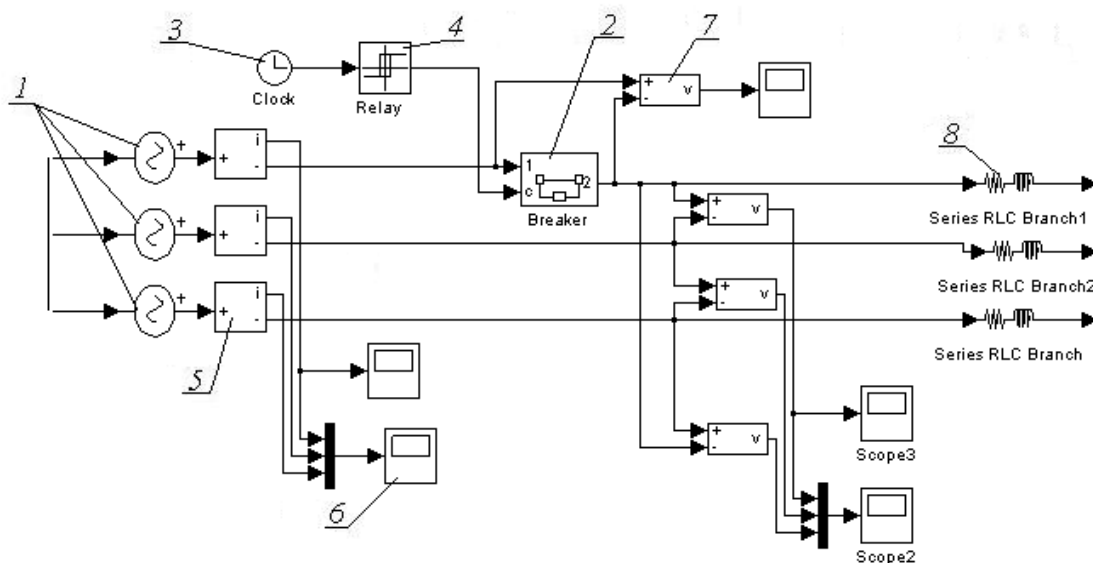 3
4
2
7
1
Clock
Relay
+
-
v
+
+
i
-
1
c
2
Breaker
8
Series RLC Branch1
+
-
v
+
+
i
-
Series RLC Branch2
+
-
v
+
+
i
-
Series RLC Branch
5
+
-
v
Scope3
6
Scope2